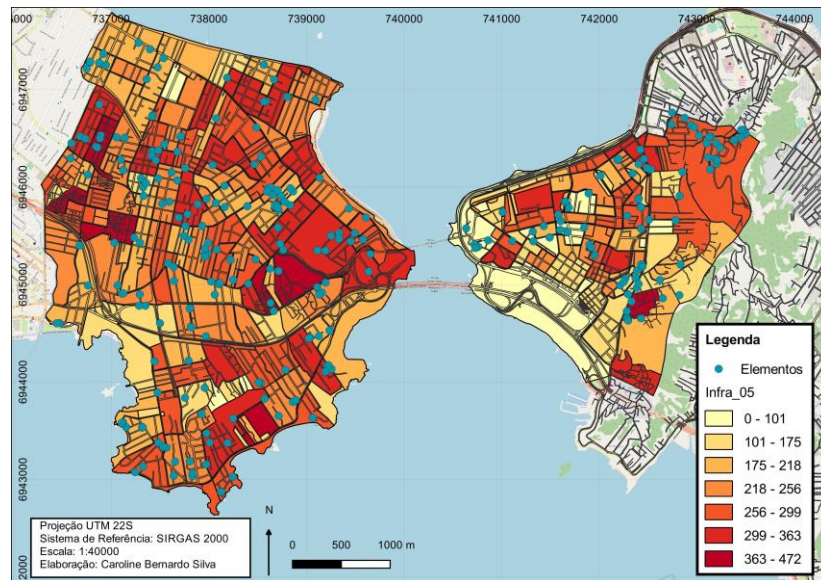 736000 737000 738000 739000 740000 741000 742000 743000 744000
6947000
6946000
6945000
6944000
6943000
2000
Legenda
Elementos
Infra_05
0 - 101
101 - 175
175 - 218
218 - 256
256 - 299
299 - 363
363 - 472
Projeção UTM 22S
Sistema de Referência: SIRGAS 2000
Escala: 1:40000
Elaboração: Caroline Bernardo Silva
N
0 500 1000 m